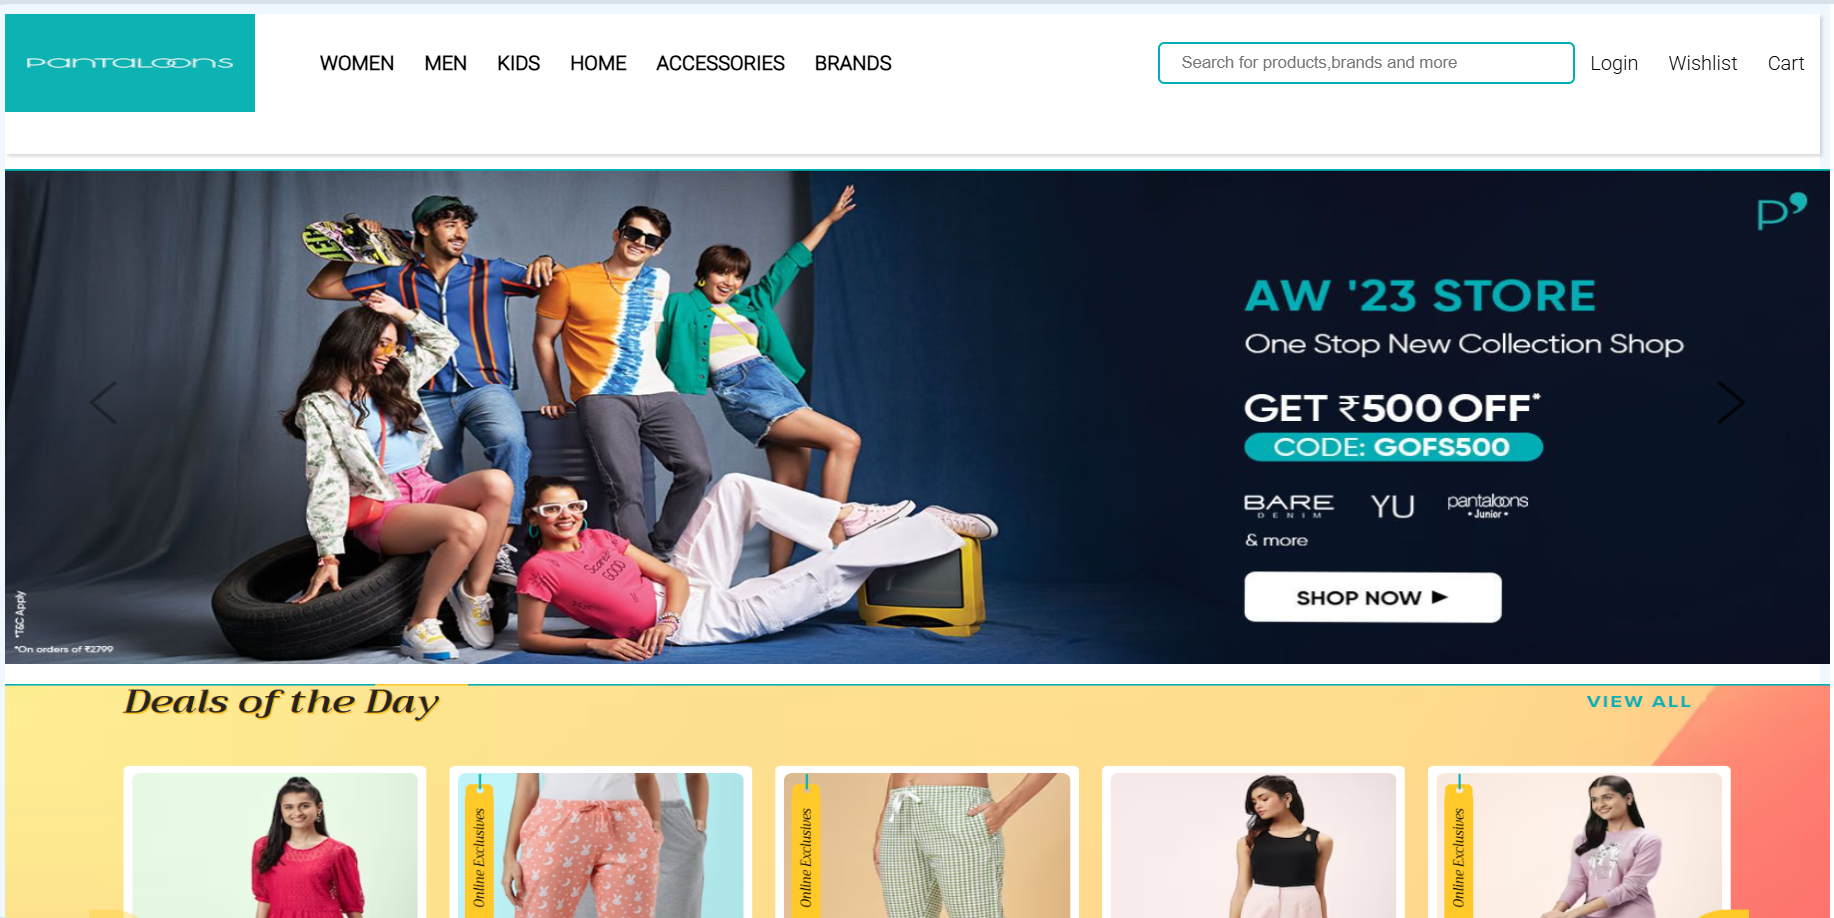 pantaloons
WOMEN MEN KIDS HOME ACCESSORIES BRANDS
Search for products,brands and more
Login Wishlist Cart
P’
AW '23 STORE
One Stop New Collection Shop
GET ₹500 OFF*
CODE: GOFS500
BARE DENIM
YU
pantaloons
• Junior •
& more
SHOP NOW ►
Scored GOOD
*T&C Apply
*On orders of ₹2799
Deals of the Day
VIEW ALL
Online Exclusives
Online Exclusives
Online Exclusives